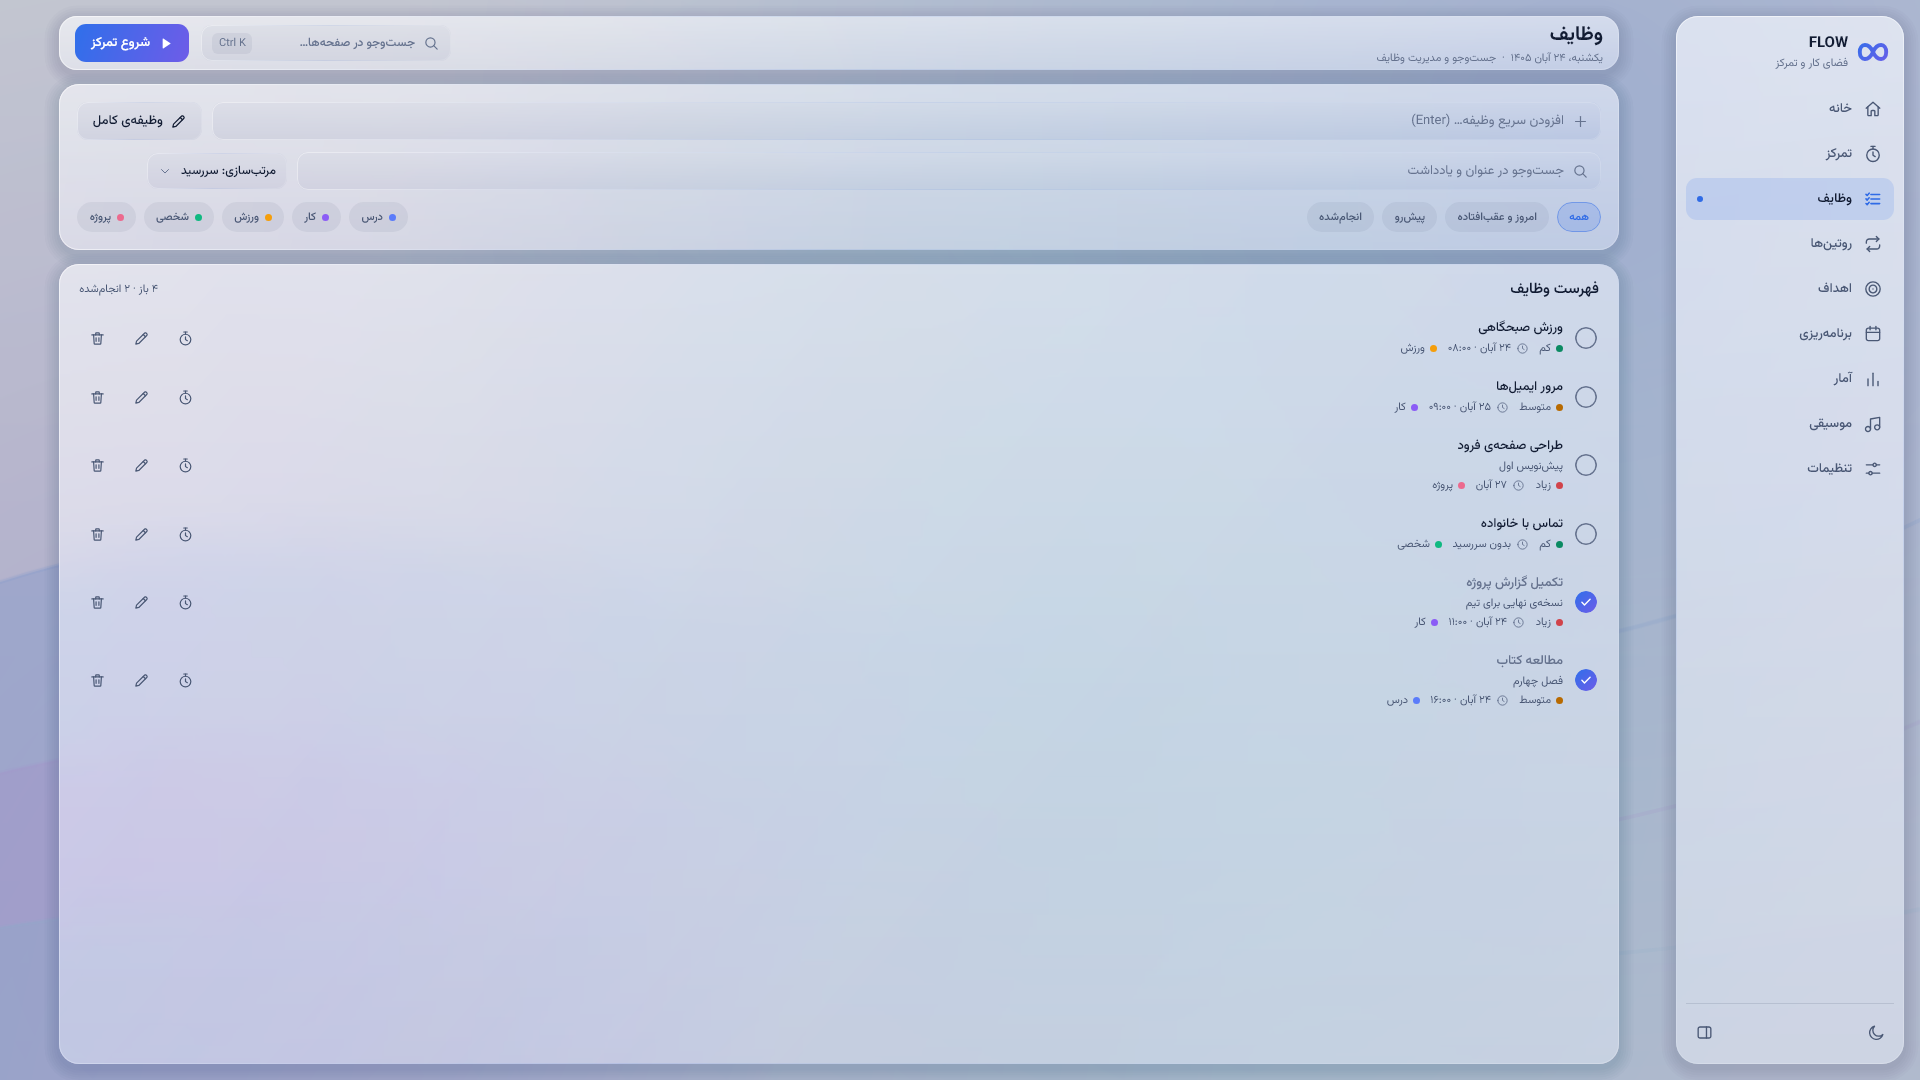 FLOW
فضای کار و تمرکز
خانه
تمرکز
وظایف
روتین‌ها
اهداف
برنامه‌ریزی
آمار
موسیقی
تنظیمات
وظایف
یکشنبه، ۲۴ آبان ۱۴۰۵ · جست‌وجو و مدیریت وظایف
جست‌وجو در صفحه‌ها...
Ctrl K
شروع تمرکز
افزودن سریع وظیفه... (Enter)
وظیفه‌ی کامل
جست‌وجو در عنوان و یادداشت
مرتب‌سازی: سررسید
همه
امروز و عقب‌افتاده
پیش‌رو
انجام‌شده
درس
کار
ورزش
شخصی
پروژه
فهرست وظایف
۴ باز · ۲ انجام‌شده
ورزش صبحگاهی
کم ۲۴ آبان · ۰۸:۰۰ ورزش
مرور ایمیل‌ها
متوسط ۲۵ آبان · ۰۹:۰۰ کار
طراحی صفحه‌ی فرود
پیش‌نویس اول
زیاد ۲۷ آبان پروژه
تماس با خانواده
کم بدون سررسید شخصی
تکمیل گزارش پروژه
نسخه‌ی نهایی برای تیم
زیاد ۲۴ آبان · ۱۱:۰۰ کار
مطالعه کتاب
فصل چهارم
متوسط ۲۴ آبان · ۱۶:۰۰ درس